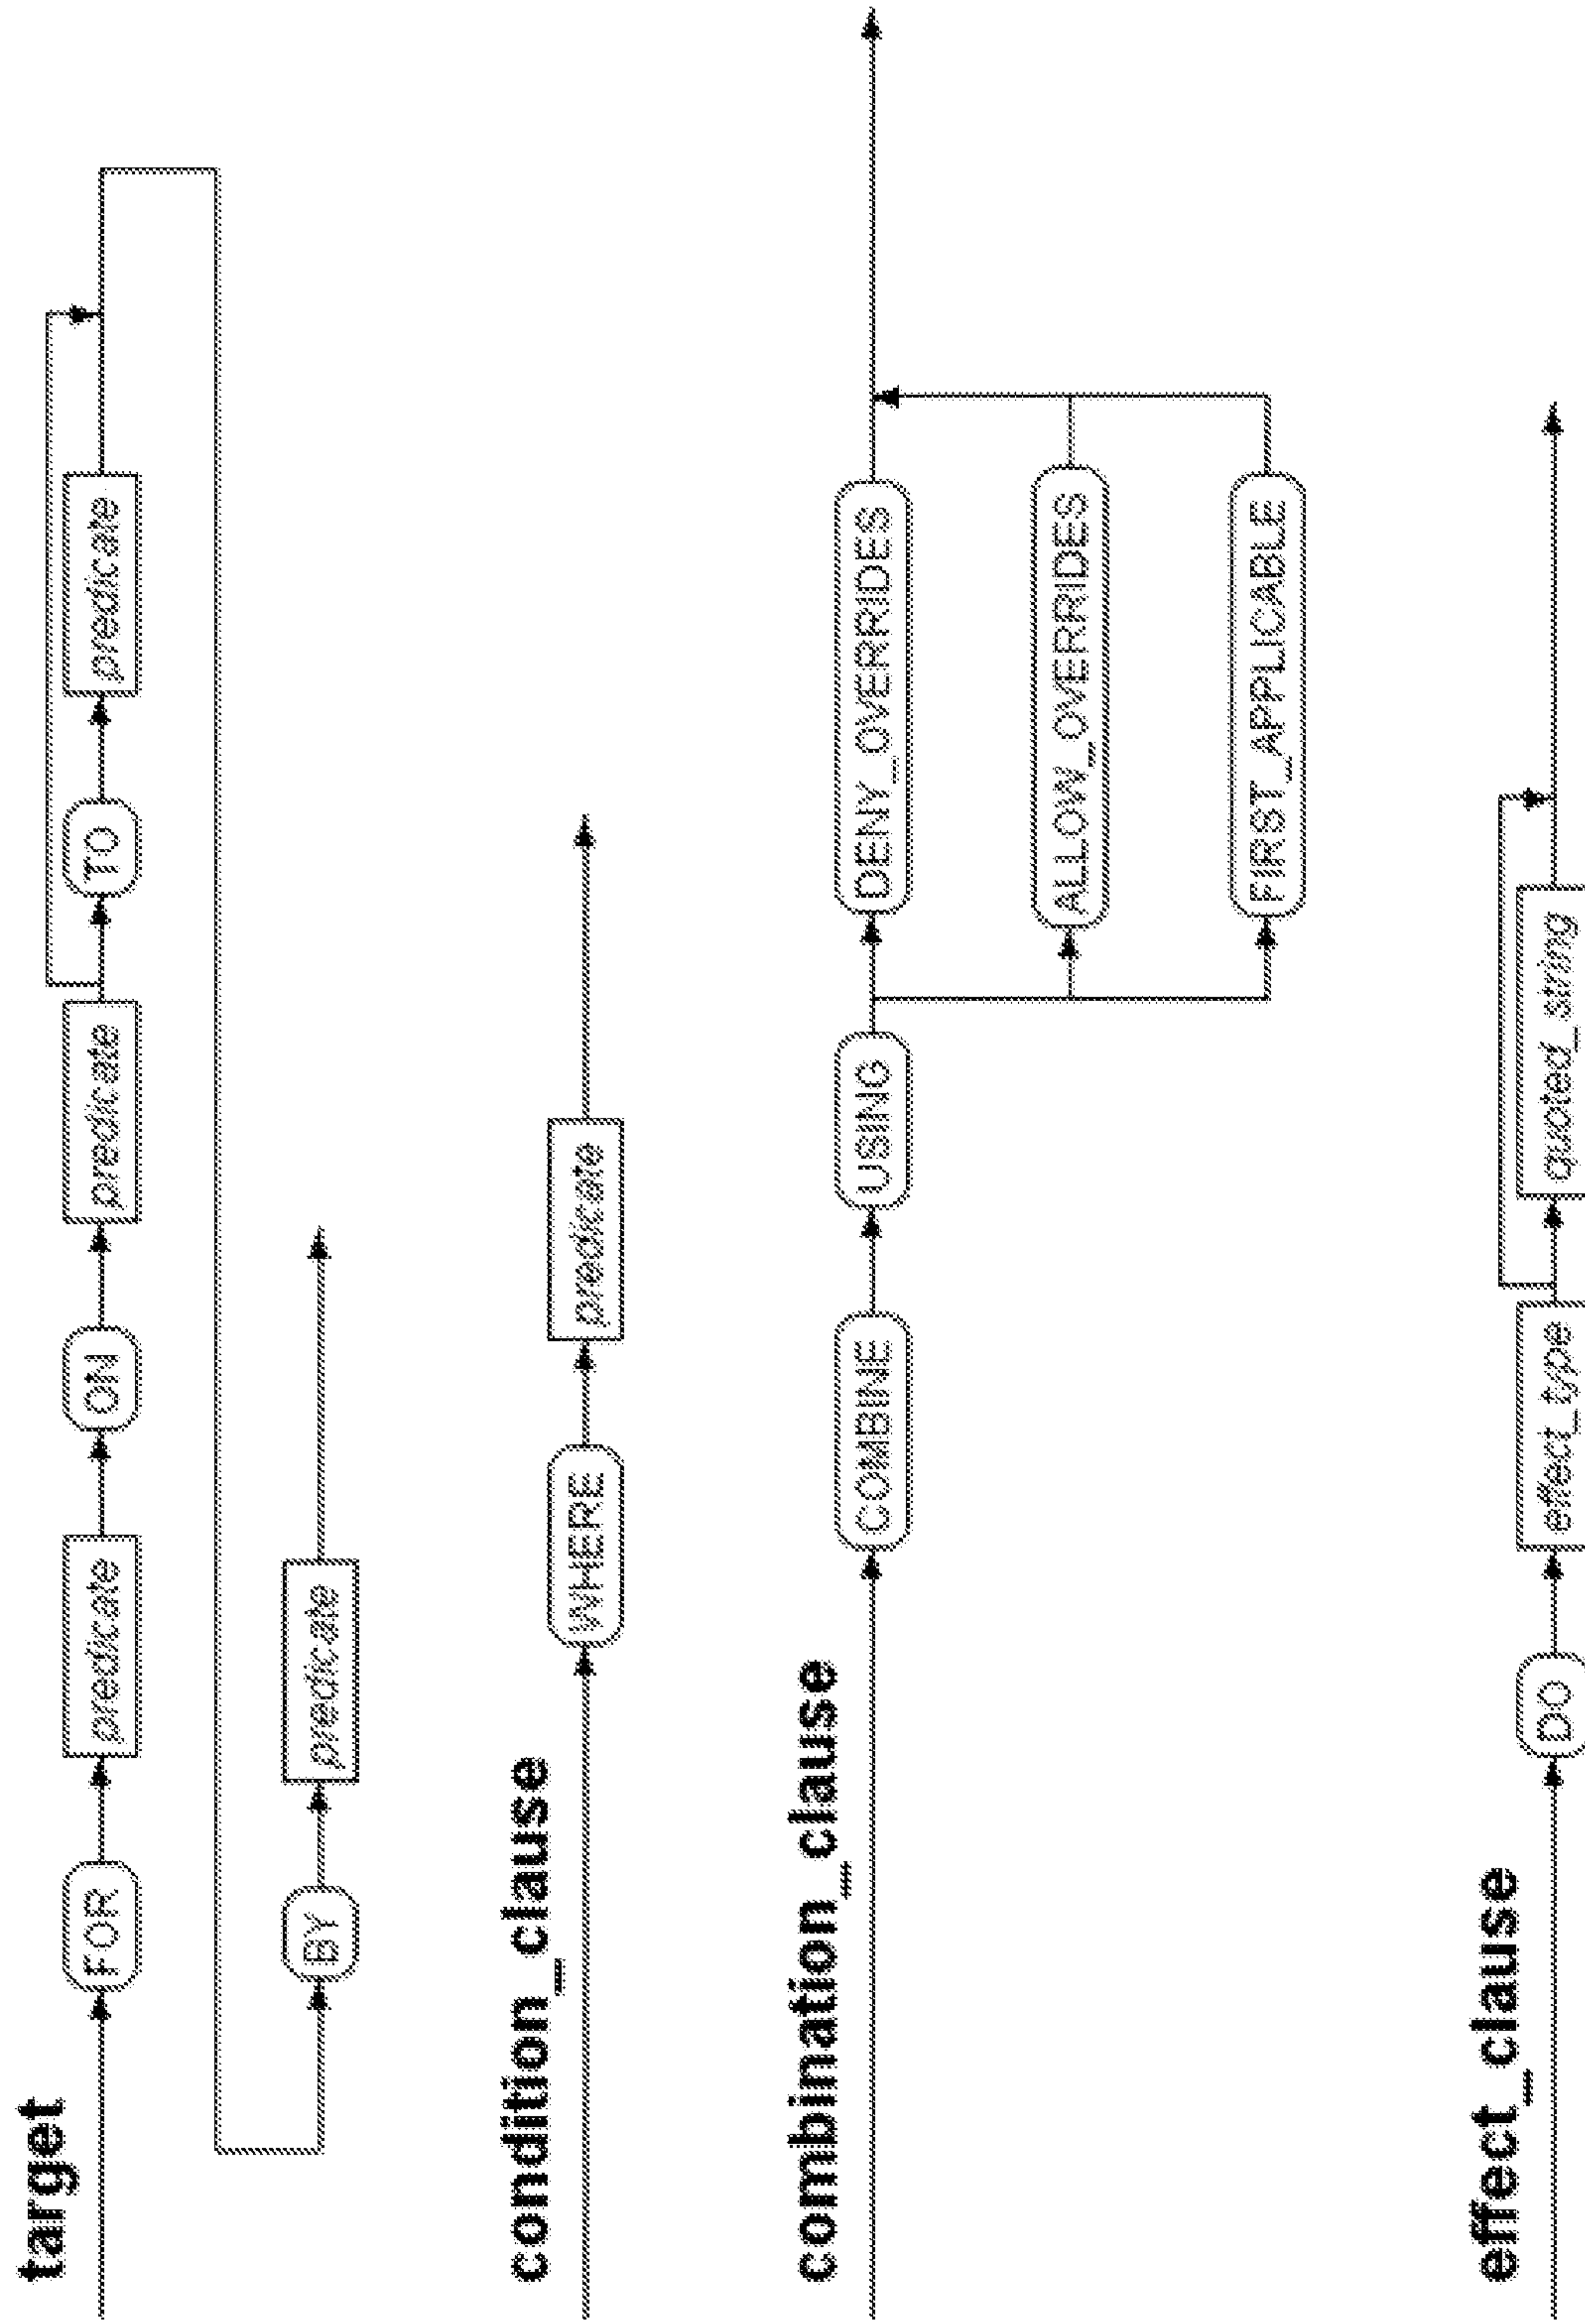 target
FOR predicate ON predicate TO predicate
BY predicate
condition_clause
WHERE predicate
combination_clause
COMBINE USING DENY_OVERRIDES
ALLOW_OVERRIDES
FIRST_APPLICABLE
effect_clause
DO effect_type quoted_string